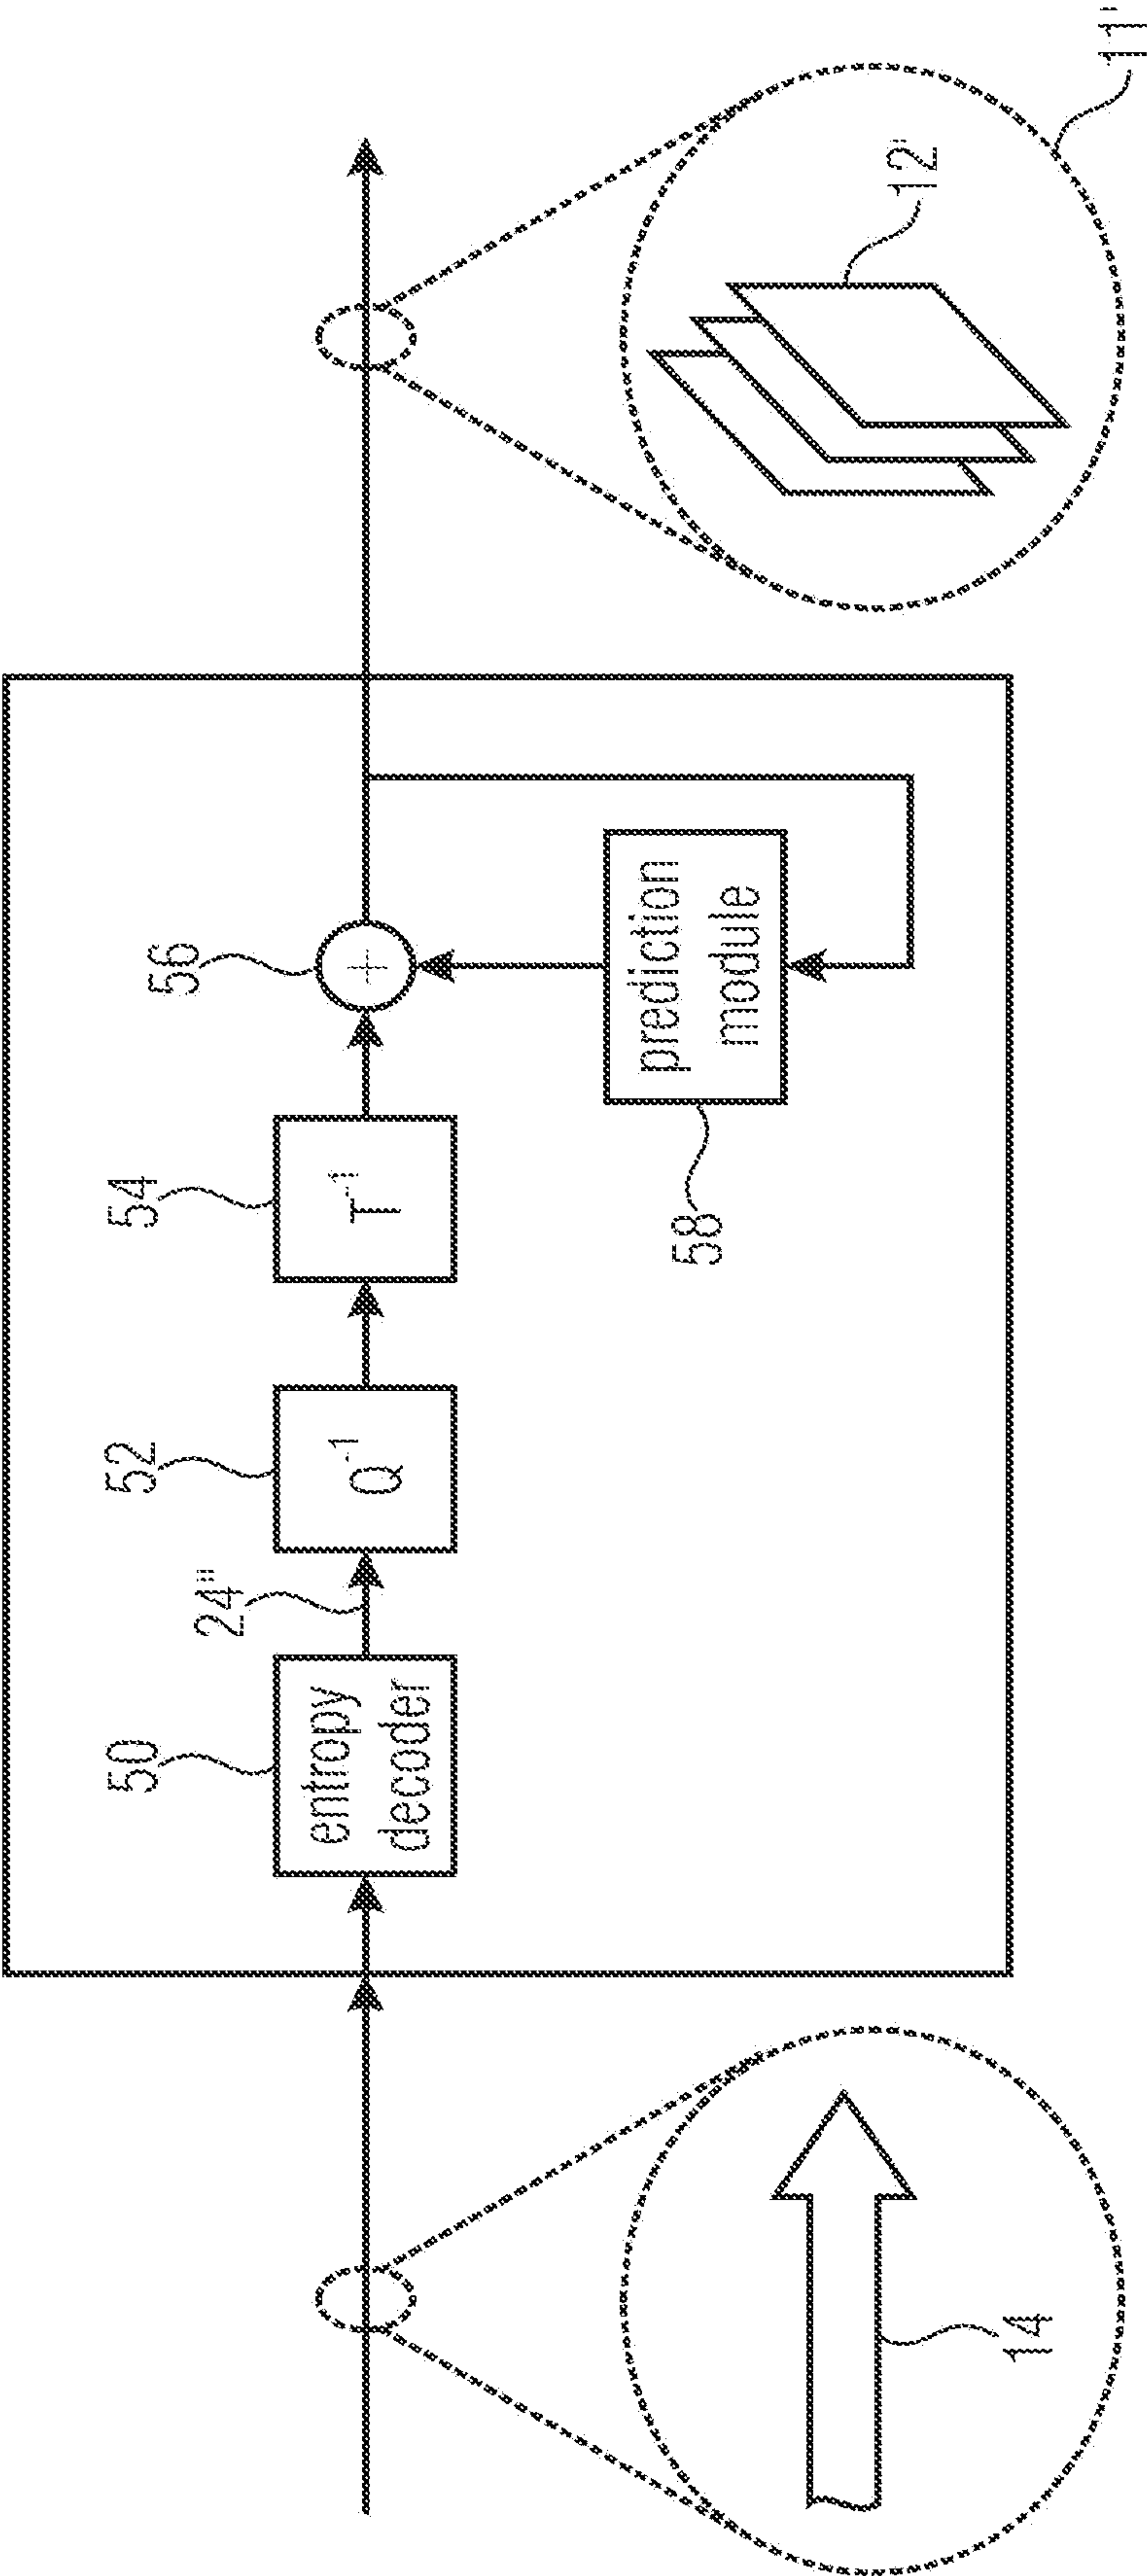 50
entropy
decoder
24"
52
Q⁻¹
54
T⁻¹
56
+
58
prediction
module
14
12'
11"